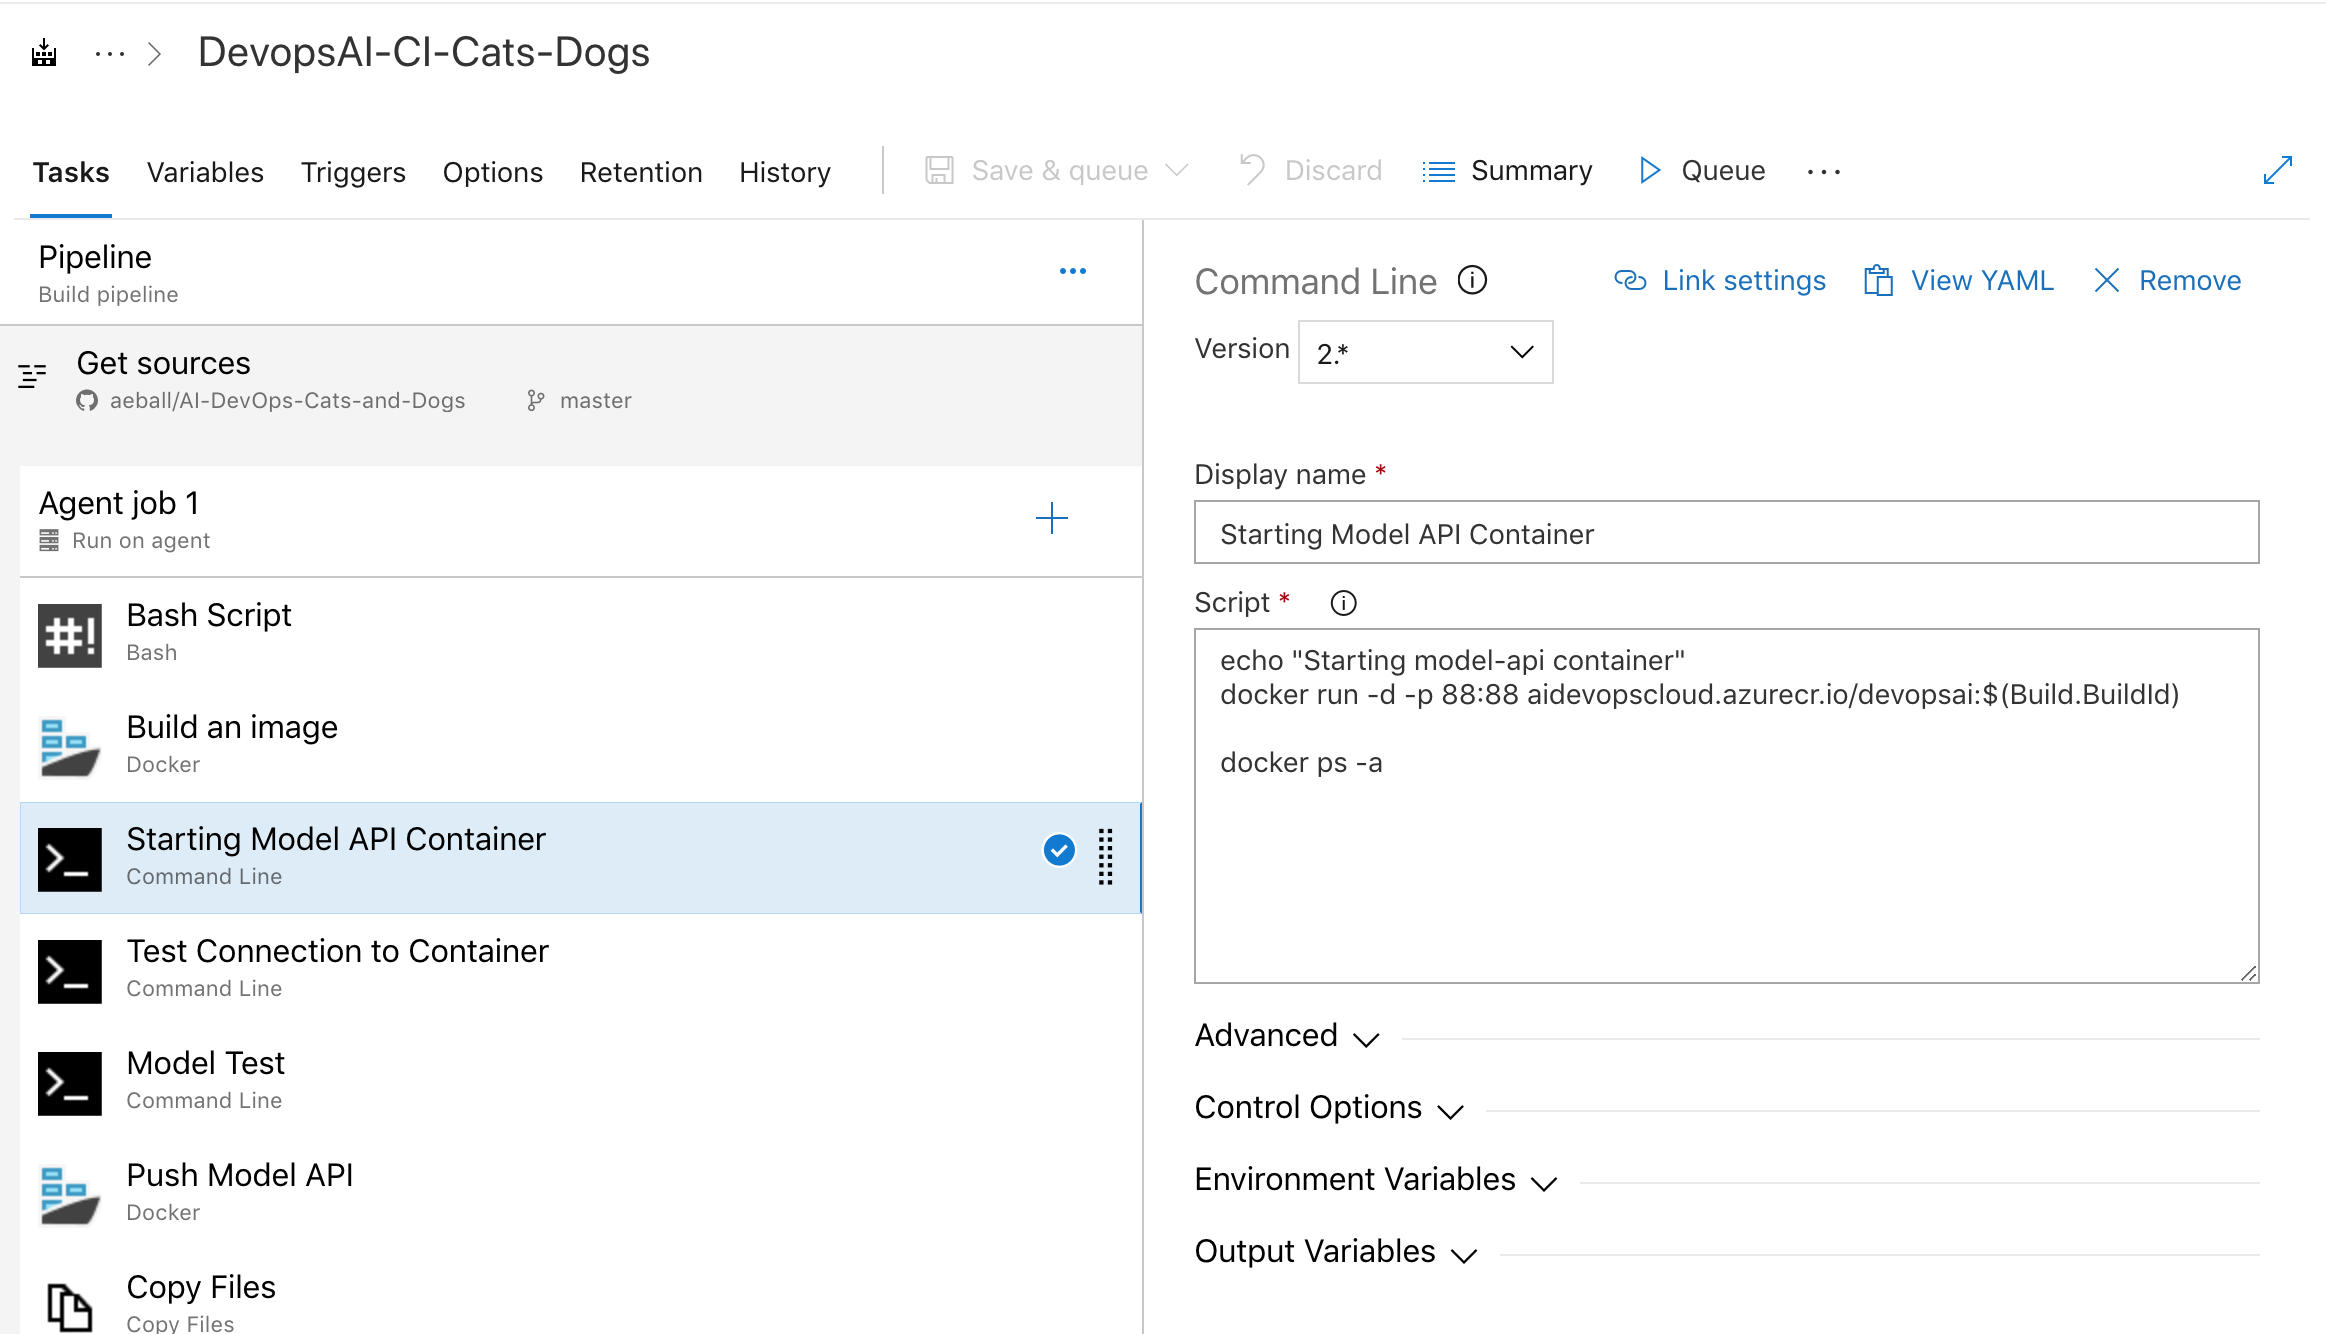 DevopsAI-CI-Cats-Dogs
Tasks Variables Triggers Options Retention History Save & queue Discard Summary Queue
Pipeline
Build pipeline
Get sources
aeball/AI-DevOps-Cats-and-Dogs master
Agent job 1
Run on agent
#!
Bash Script
Bash
Build an image
Docker
>_
Starting Model API Container
Command Line
>_
Test Connection to Container
Command Line
>_
Model Test
Command Line
Push Model API
Docker
Copy Files
Copy Files
Command Line Link settings View YAML Remove
Version 2.*
Display name *
Starting Model API Container
Script *
echo "Starting model-api container"
docker run -d -p 88:88 aidevopscloud.azurecr.io/devopsai:$(Build.BuildId)
docker ps -a
Advanced
Control Options
Environment Variables
Output Variables